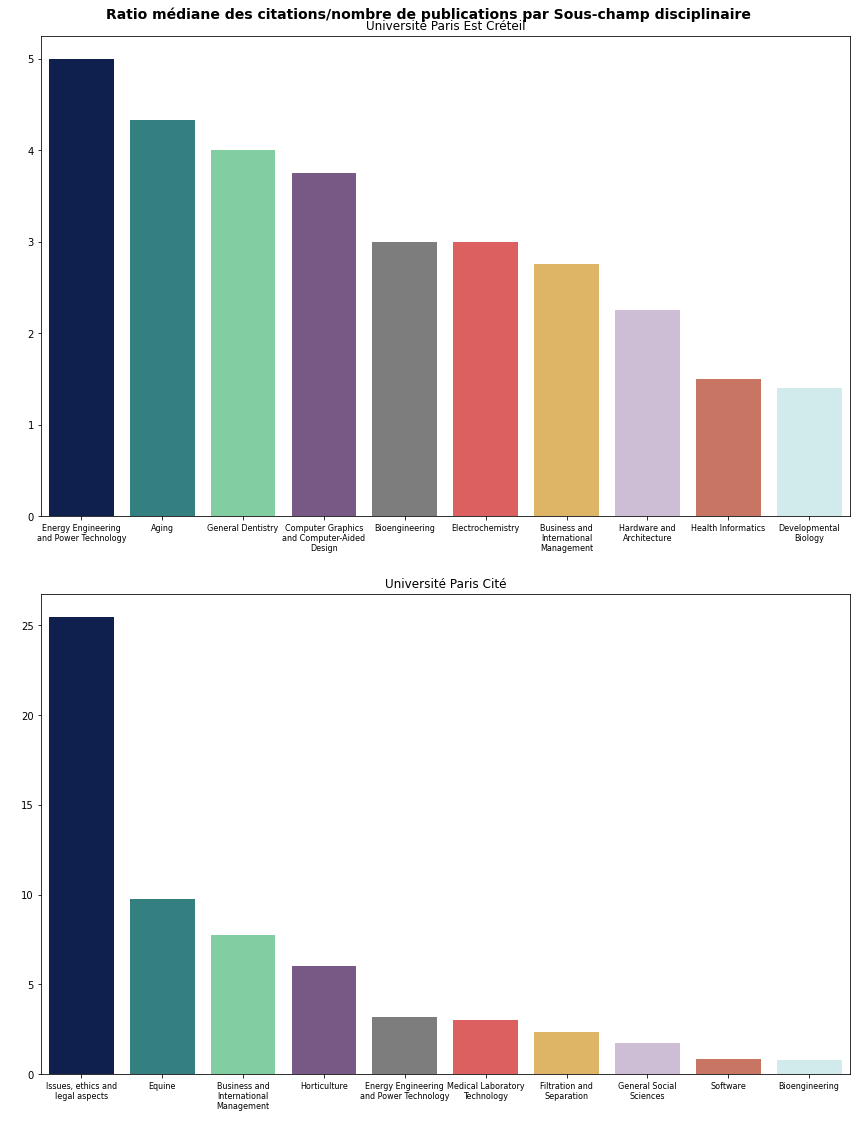 Ratio médiane des citations/nombre de publications par Sous-champ disciplinaire
Université Paris Est Créteil
5
4
3
2
1
0
Energy Engineering
and Power Technology
Aging
General Dentistry
Computer Graphics
and Computer-Aided
Design
Bioengineering
Electrochemistry
Business and
International
Management
Hardware and
Architecture
Health Informatics
Developmental
Biology
Université Paris Cité
25
20
15
10
5
0
Issues, ethics and
legal aspects
Equine
Business and
International
Management
Horticulture
Energy Engineering
and Power Technology
Medical Laboratory
Technology
Filtration and
Separation
General Social
Sciences
Software
Bioengineering